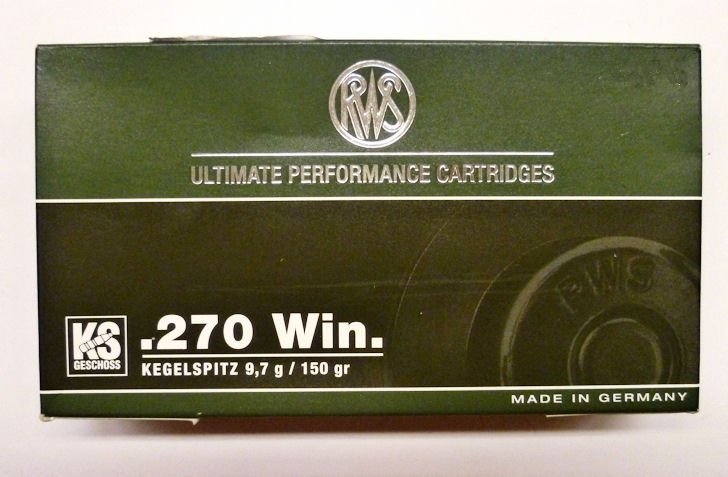 RWS
ULTIMATE PERFORMANCE CARTRIDGES
RWS
KS
GESCHOSS
.270 Win.
KEGELSPITZ 9,7 g / 150 gr
MADE IN GERMANY